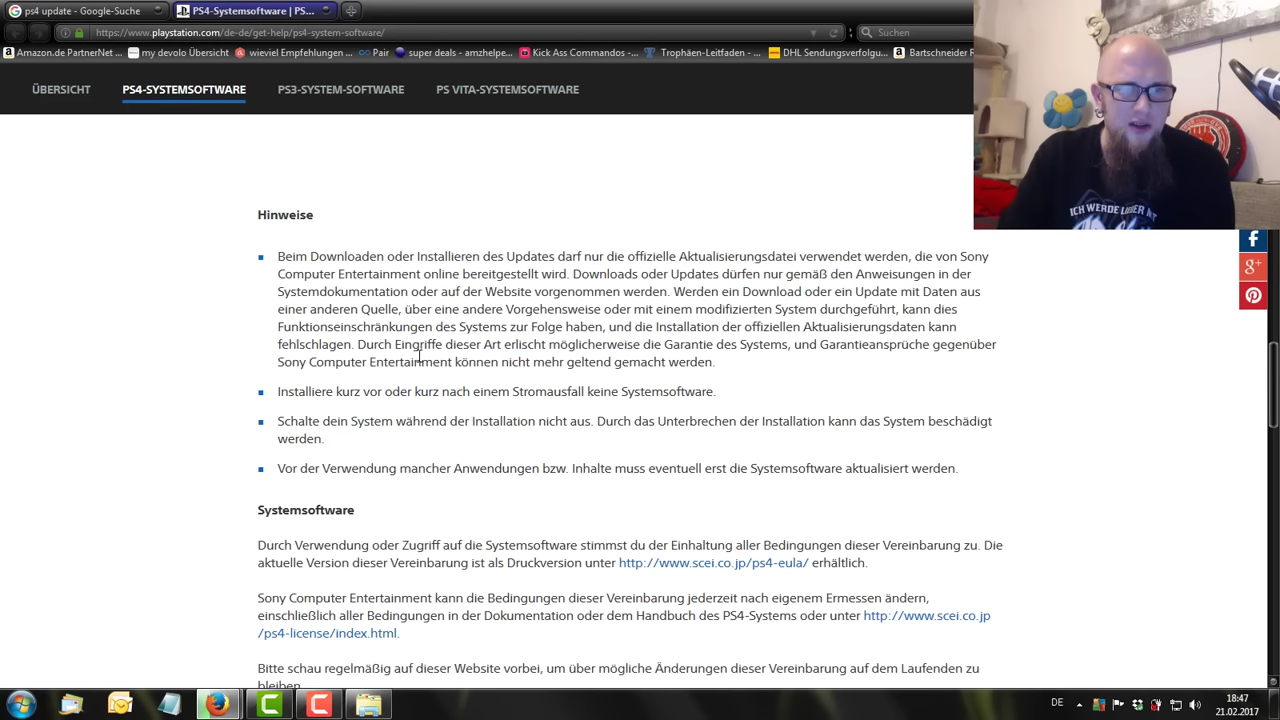 ps4 update - Google-Suche
PS4-Systemsoftware | PS...
https://www.playstation.com/de-de/get-help/ps4-system-software/
Suchen
Amazon.de PartnerNet ...
my devolo Übersicht
wieviel Empfehlungen ...
Pair
super deals - amzhelpe...
Kick Ass Commandos -...
Trophäen-Leitfaden - ...
DHL Sendungsverfolgu...
Bartschneider R
ÜBERSICHT
PS4-SYSTEMSOFTWARE
PS3-SYSTEM-SOFTWARE
PS VITA-SYSTEMSOFTWARE
ICH WERDE LIEBER MIT
Hinweise
Beim Downloaden oder Installieren des Updates darf nur die offizielle Aktualisierungsdatei verwendet werden, die von Sony
Computer Entertainment online bereitgestellt wird. Downloads oder Updates dürfen nur gemäß den Anweisungen in der
Systemdokumentation oder auf der Website vorgenommen werden. Werden ein Download oder ein Update mit Daten aus
einer anderen Quelle, über eine andere Vorgehensweise oder mit einem modifizierten System durchgeführt, kann dies
Funktionseinschränkungen des Systems zur Folge haben, und die Installation der offiziellen Aktualisierungsdaten kann
fehlschlagen. Durch Eingriffe dieser Art erlischt möglicherweise die Garantie des Systems, und Garantieansprüche gegenüber
Sony Computer Entertainment können nicht mehr geltend gemacht werden.
Installiere kurz vor oder kurz nach einem Stromausfall keine Systemsoftware.
Schalte dein System während der Installation nicht aus. Durch das Unterbrechen der Installation kann das System beschädigt
werden.
Vor der Verwendung mancher Anwendungen bzw. Inhalte muss eventuell erst die Systemsoftware aktualisiert werden.
Systemsoftware
Durch Verwendung oder Zugriff auf die Systemsoftware stimmst du der Einhaltung aller Bedingungen dieser Vereinbarung zu. Die
aktuelle Version dieser Vereinbarung ist als Druckversion unter http://www.scei.co.jp/ps4-eula/ erhältlich.
Sony Computer Entertainment kann die Bedingungen dieser Vereinbarung jederzeit nach eigenem Ermessen ändern,
einschließlich aller Bedingungen in der Dokumentation oder dem Handbuch des PS4-Systems oder unter http://www.scei.co.jp
/ps4-license/index.html.
Bitte schau regelmäßig auf dieser Website vorbei, um über mögliche Änderungen dieser Vereinbarung auf dem Laufenden zu
bleiben.
DE
18:47
21.02.2017